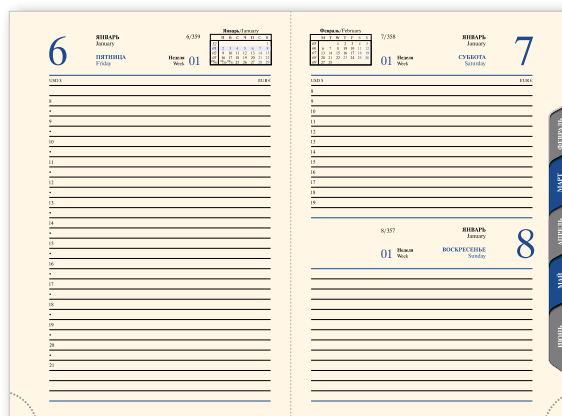 6
ЯНВАРЬ
January
6/359
ПЯТНИЦА
Friday
Неделя
Week
01
Январь/January
USD $
EUR €
8
9
10
11
12
13
14
15
16
17
18
19
20
21
Февраль/February
7/358
ЯНВАРЬ
January
7
01
Неделя
Week
СУББОТА
Saturday
USD $
EUR €
8
9
10
11
12
13
14
15
16
17
18
19
8/357
ЯНВАРЬ
January
8
01
Неделя
Week
ВОСКРЕСЕНЬЕ
Sunday
ФЕВРАЛЬ
МАРТ
АПРЕЛЬ
МАЙ
ИЮНЬ